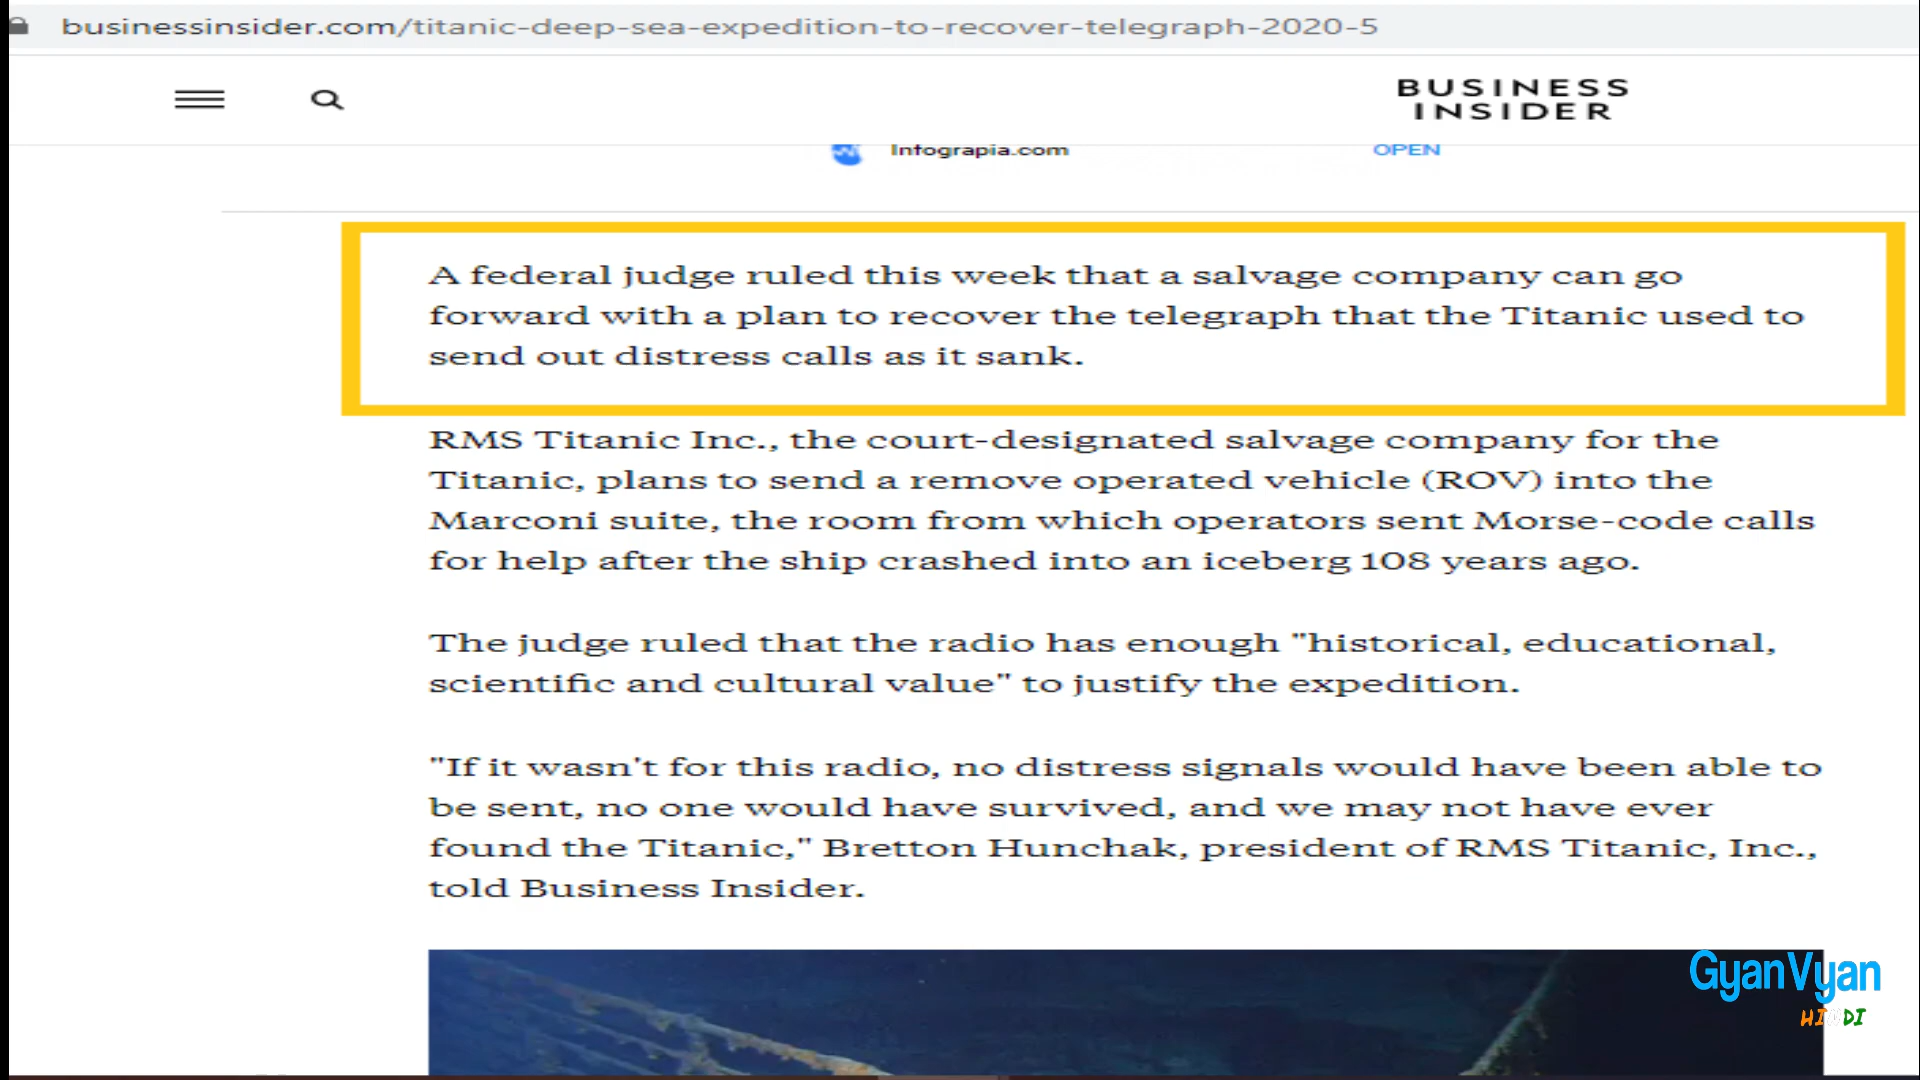 businessinsider.com/titanic-deep-sea-expedition-to-recover-telegraph-2020-5
BUSINESS
INSIDER
Infograpia.com
OPEN
A federal judge ruled this week that a salvage company can go
forward with a plan to recover the telegraph that the Titanic used to
send out distress calls as it sank.
RMS Titanic Inc., the court-designated salvage company for the
Titanic, plans to send a remove operated vehicle (ROV) into the
Marconi suite, the room from which operators sent Morse-code calls
for help after the ship crashed into an iceberg 108 years ago.
The judge ruled that the radio has enough "historical, educational,
scientific and cultural value" to justify the expedition.
"If it wasn't for this radio, no distress signals would have been able to
be sent, no one would have survived, and we may not have ever
found the Titanic," Bretton Hunchak, president of RMS Titanic, Inc.,
told Business Insider.
GyanVyan
HINDI